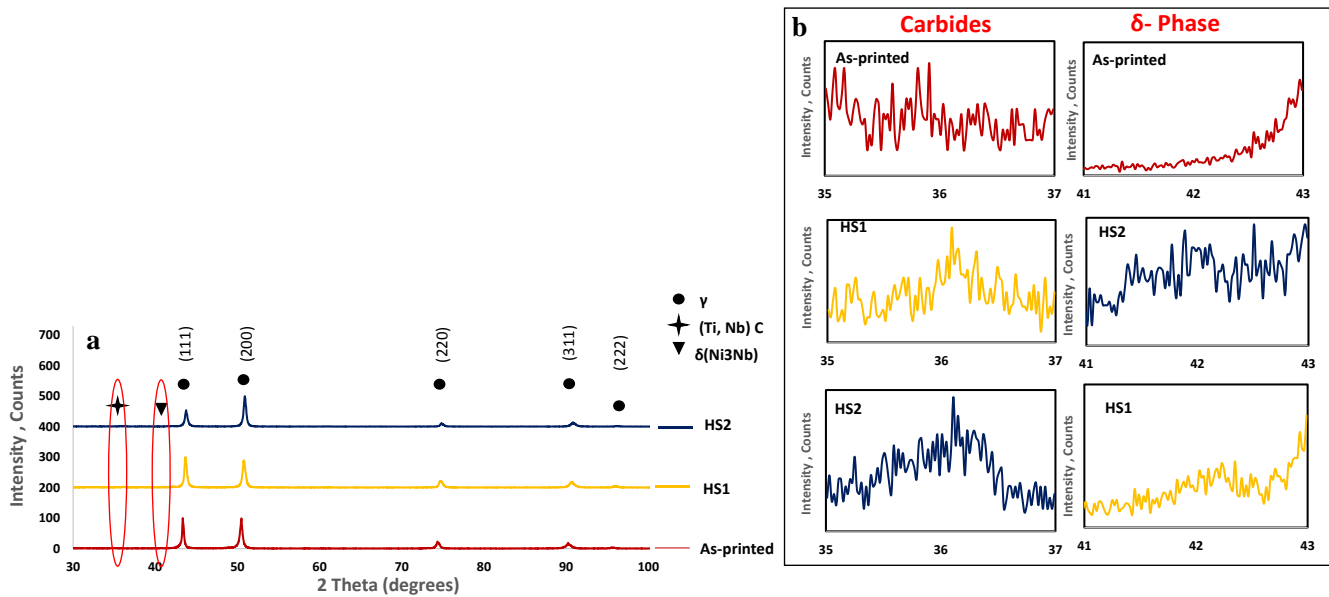 a
γ
(Ti, Nb) C
δ(Ni3Nb)
(111)
(200)
(220)
(311)
(222)
700
600
500
400
300
200
100
0
Intensity , Counts
HS2
HS1
As-printed
30 40 50 60 70 80 90 100
2 Theta (degrees)
b
Carbides
δ- Phase
As-printed
Intensity , Counts
35 36 37
As-printed
Intensity , Counts
41 42 43
HS1
Intensity , Counts
35 36 37
HS2
Intensity , Counts
41 42 43
HS2
Intensity , Counts
35 36 37
HS1
Intensity , Counts
41 42 43